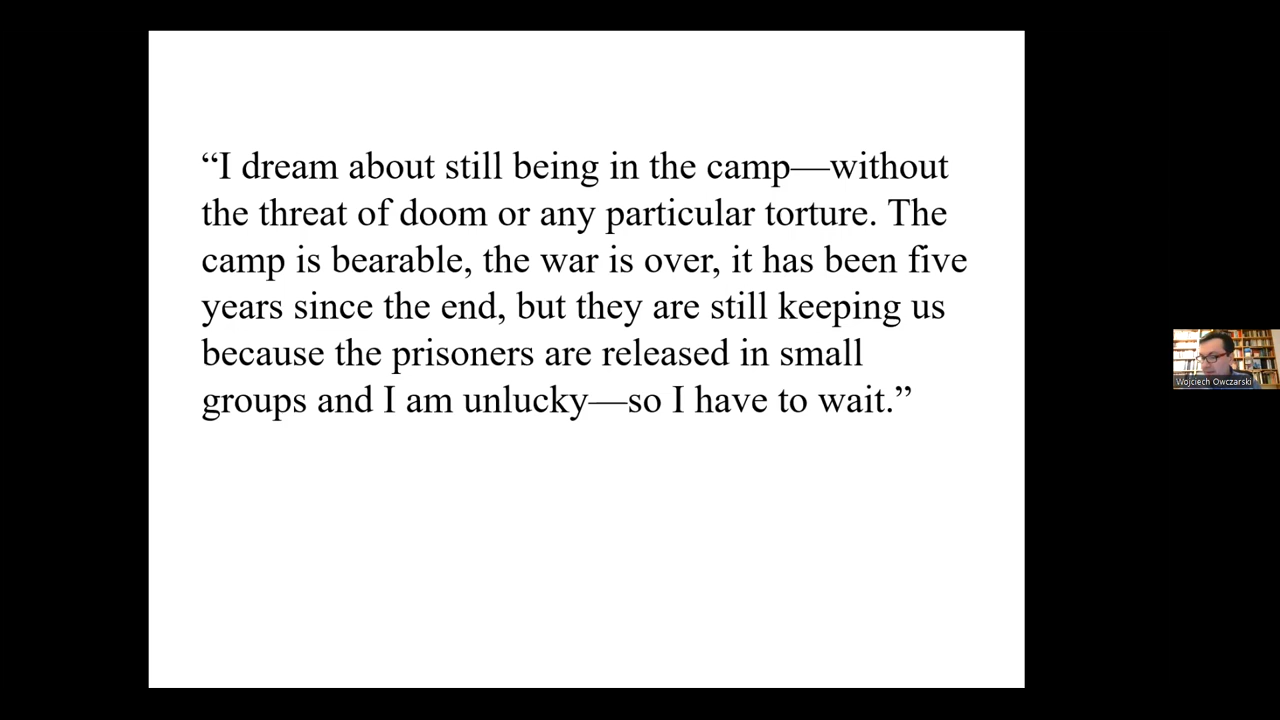 “I dream about still being in the camp—without
the threat of doom or any particular torture. The
camp is bearable, the war is over, it has been five
years since the end, but they are still keeping us
because the prisoners are released in small
groups and I am unlucky—so I have to wait.”
Wojciech Owczarski